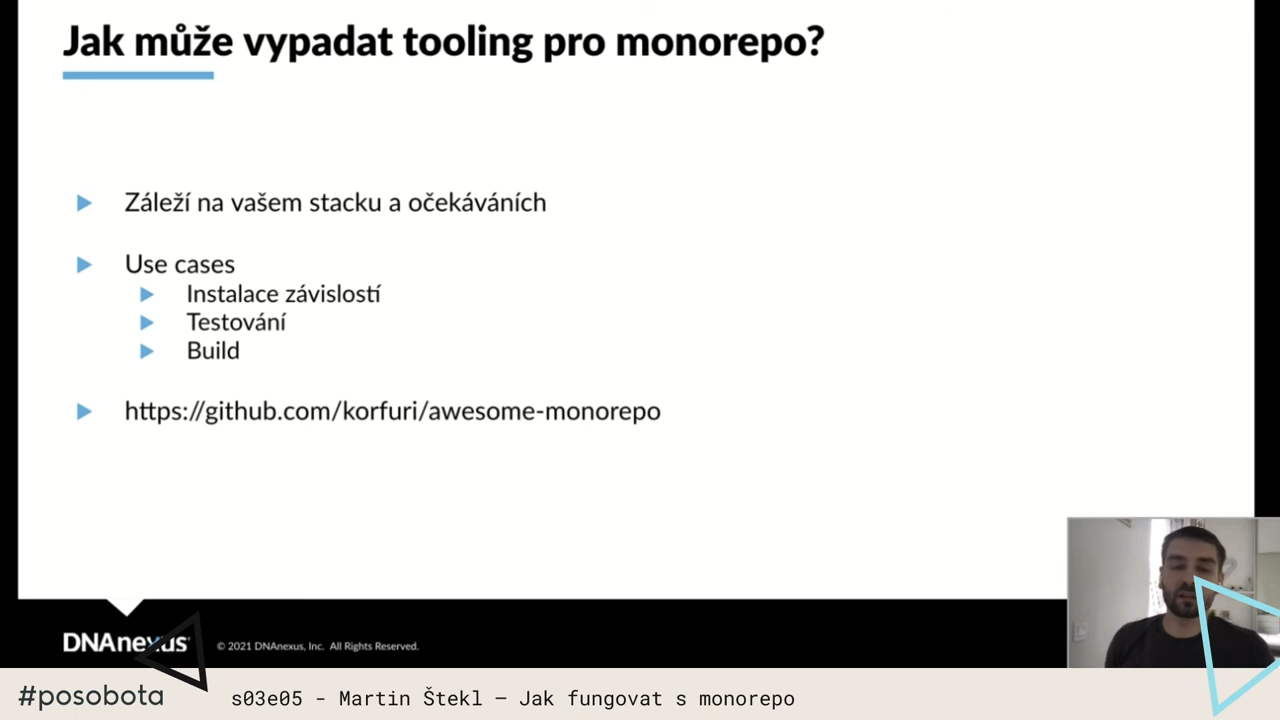 Jak může vypadat tooling pro monorepo?
Záleží na vašem stacku a očekáváních
Use cases
Instalace závislostí
Testování
Build
https://github.com/korfuri/awesome-monorepo
DNAnexus
© 2021 DNAnexus, Inc. All Rights Reserved.
#posobota
s03e05 - Martin Štekl – Jak fungovat s monorepo